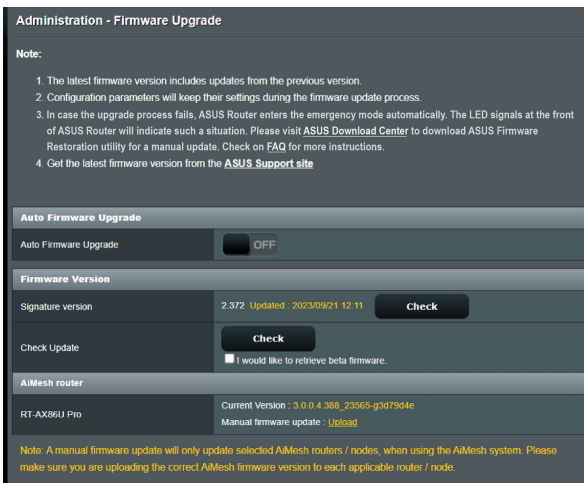 Administration - Firmware Upgrade
Note:
1. The latest firmware version includes updates from the previous version.
2. Configuration parameters will keep their settings during the firmware update process.
3. In case the upgrade process fails, ASUS Router enters the emergency mode automatically. The LED signals at the front
of ASUS Router will indicate such a situation. Please visit ASUS Download Center to download ASUS Firmware
Restoration utility for a manual update. Check on FAQ for more instructions.
4. Get the latest firmware version from the ASUS Support site
Auto Firmware Upgrade
Auto Firmware Upgrade OFF
Firmware Version
Signature version 2.372 Updated : 2023/09/21 12:11 Check
Check Update Check
I would like to retrieve beta firmware.
AiMesh router
RT-AX86U Pro Current Version : 3.0.0.4.388_23565-g3d79d4e
Manual firmware update : Upload
Note: A manual firmware update will only update selected AiMesh routers / nodes, when using the AiMesh system. Please
make sure you are uploading the correct AiMesh firmware version to each applicable router / node.